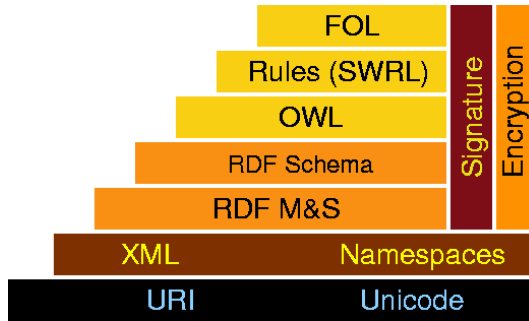 FOL
Rules (SWRL)
OWL
RDF Schema
RDF M&S
Signature
Encryption
XML Namespaces
URI Unicode